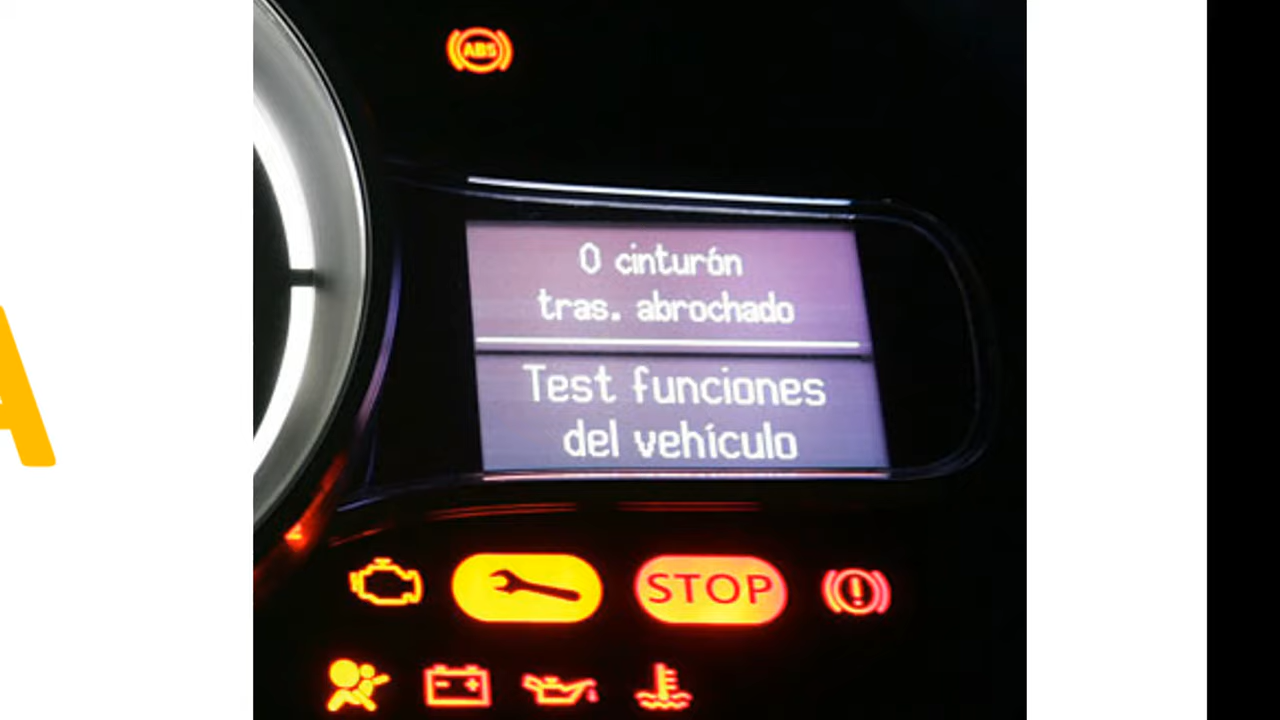 A
ABS
0 cinturón
tras. abrochado
Test funciones
del vehículo
STOP